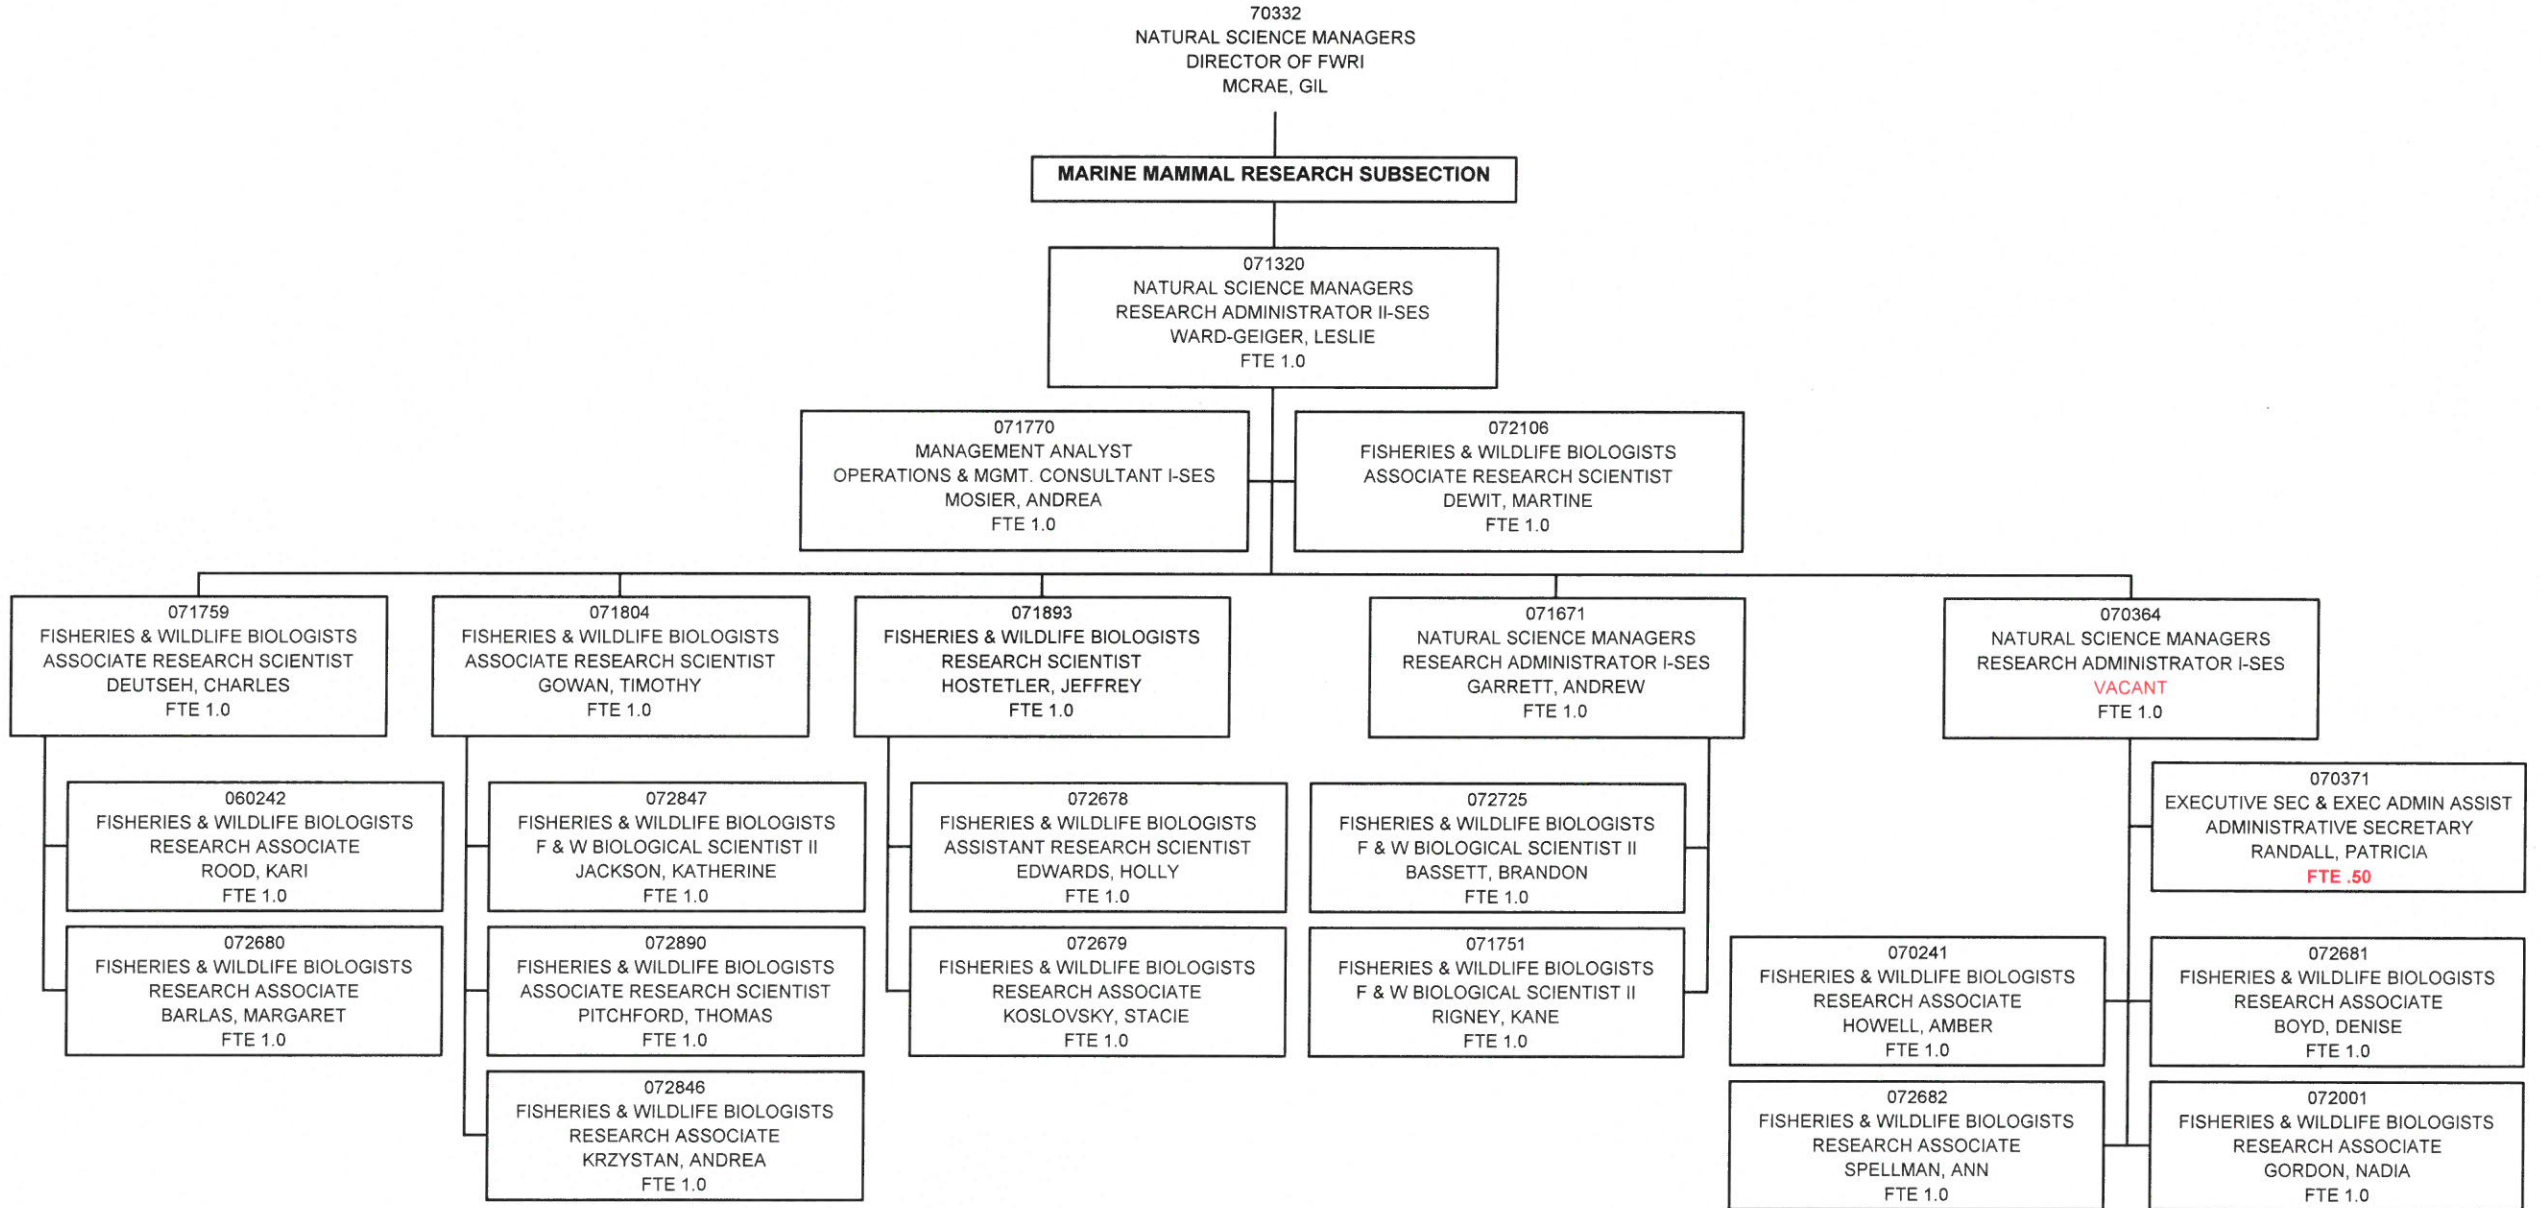 70332
NATURAL SCIENCE MANAGERS
DIRECTOR OF FWRI
MCRAE, GIL
MARINE MAMMAL RESEARCH SUBSECTION
071320
NATURAL SCIENCE MANAGERS
RESEARCH ADMINISTRATOR II-SES
WARD-GEIGER, LESLIE
FTE 1.0
071770
MANAGEMENT ANALYST
OPERATIONS & MGMT. CONSULTANT I-SES
MOSIER, ANDREA
FTE 1.0
072106
FISHERIES & WILDLIFE BIOLOGISTS
ASSOCIATE RESEARCH SCIENTIST
DEWIT, MARTINE
FTE 1.0
071759
FISHERIES & WILDLIFE BIOLOGISTS
ASSOCIATE RESEARCH SCIENTIST
DEUTSEH, CHARLES
FTE 1.0
071804
FISHERIES & WILDLIFE BIOLOGISTS
ASSOCIATE RESEARCH SCIENTIST
GOWAN, TIMOTHY
FTE 1.0
071893
FISHERIES & WILDLIFE BIOLOGISTS
RESEARCH SCIENTIST
HOSTETLER, JEFFREY
FTE 1.0
071671
NATURAL SCIENCE MANAGERS
RESEARCH ADMINISTRATOR I-SES
GARRETT, ANDREW
FTE 1.0
070364
NATURAL SCIENCE MANAGERS
RESEARCH ADMINISTRATOR I-SES
VACANT
FTE 1.0
060242
FISHERIES & WILDLIFE BIOLOGISTS
RESEARCH ASSOCIATE
ROOD, KARI
FTE 1.0
072847
FISHERIES & WILDLIFE BIOLOGISTS
F & W BIOLOGICAL SCIENTIST II
JACKSON, KATHERINE
FTE 1.0
072678
FISHERIES & WILDLIFE BIOLOGISTS
ASSISTANT RESEARCH SCIENTIST
EDWARDS, HOLLY
FTE 1.0
072725
FISHERIES & WILDLIFE BIOLOGISTS
F & W BIOLOGICAL SCIENTIST II
BASSETT, BRANDON
FTE 1.0
070371
EXECUTIVE SEC & EXEC ADMIN ASSIST
ADMINISTRATIVE SECRETARY
RANDALL, PATRICIA
FTE .50
072680
FISHERIES & WILDLIFE BIOLOGISTS
RESEARCH ASSOCIATE
BARLAS, MARGARET
FTE 1.0
072890
FISHERIES & WILDLIFE BIOLOGISTS
ASSOCIATE RESEARCH SCIENTIST
PITCHFORD, THOMAS
FTE 1.0
072679
FISHERIES & WILDLIFE BIOLOGISTS
RESEARCH ASSOCIATE
KOSLOVSKY, STACIE
FTE 1.0
071751
FISHERIES & WILDLIFE BIOLOGISTS
F & W BIOLOGICAL SCIENTIST II
RIGNEY, KANE
FTE 1.0
070241
FISHERIES & WILDLIFE BIOLOGISTS
RESEARCH ASSOCIATE
HOWELL, AMBER
FTE 1.0
072681
FISHERIES & WILDLIFE BIOLOGISTS
RESEARCH ASSOCIATE
BOYD, DENISE
FTE 1.0
072846
FISHERIES & WILDLIFE BIOLOGISTS
RESEARCH ASSOCIATE
KRZYSTAN, ANDREA
FTE 1.0
072682
FISHERIES & WILDLIFE BIOLOGISTS
RESEARCH ASSOCIATE
SPELLMAN, ANN
FTE 1.0
072001
FISHERIES & WILDLIFE BIOLOGISTS
RESEARCH ASSOCIATE
GORDON, NADIA
FTE 1.0